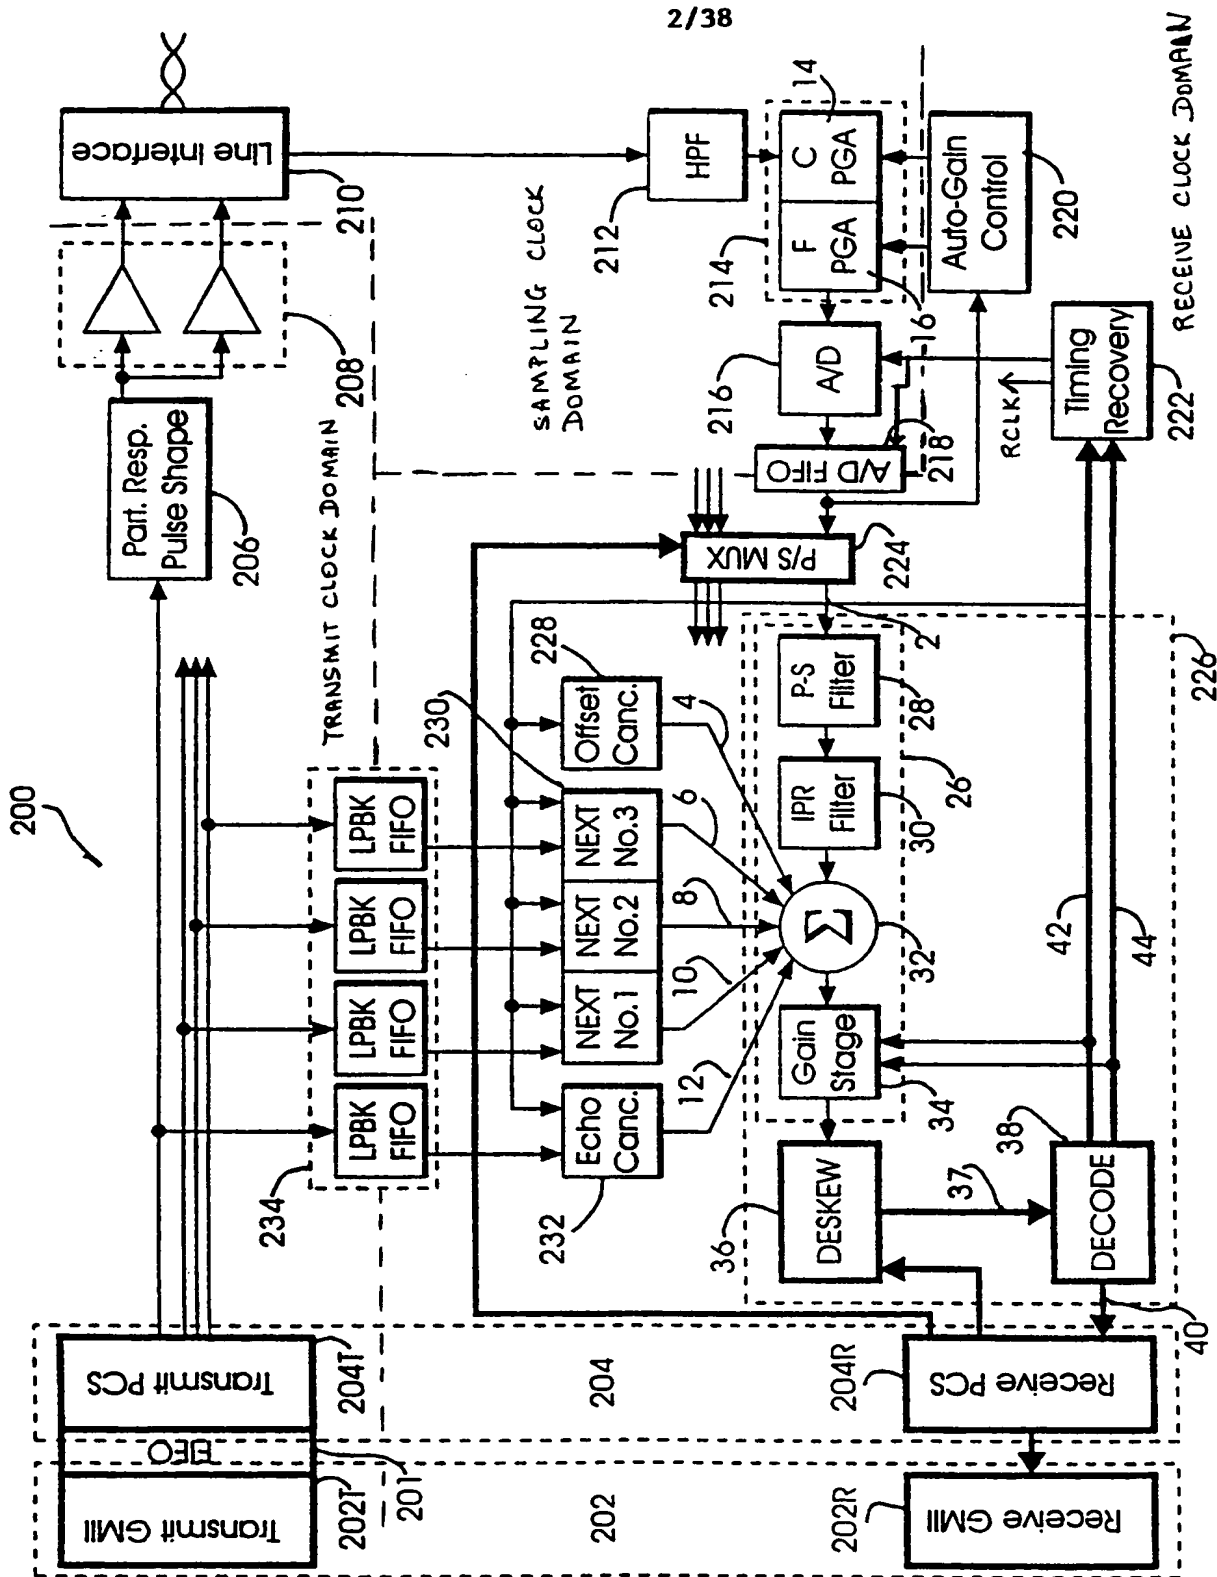 2/38
200
Transmit GMII
202T
FIFO
201
Transmit PCS
204T
202
204
Receive GMII
202R
Receive PCS
204R
Part. Resp.
Pulse Shape
206
208
Line Interface
210
TRANSMIT CLOCK DOMAIN
SAMPLING CLOCK
DOMAIN
RECEIVE CLOCK DOMAIN
HPF
212
214
F
PGA
C
PGA
14
16
A/D
216
A/D FIFO
218
Auto-Gain
Control
220
Timing
Recovery
222
RCLK
P/S MUX
224
234
LPBK
FIFO
LPBK
FIFO
LPBK
FIFO
LPBK
FIFO
Echo
Canc.
232
NEXT
No.1
NEXT
No.2
NEXT
No.3
230
Offset
Canc.
228
12
10
8
6
4
2
P-S
Filter
28
IPR
Filter
30
26
Σ
32
Gain
Stage
34
DESKEW
36
37
DECODE
38
40
42
44
226